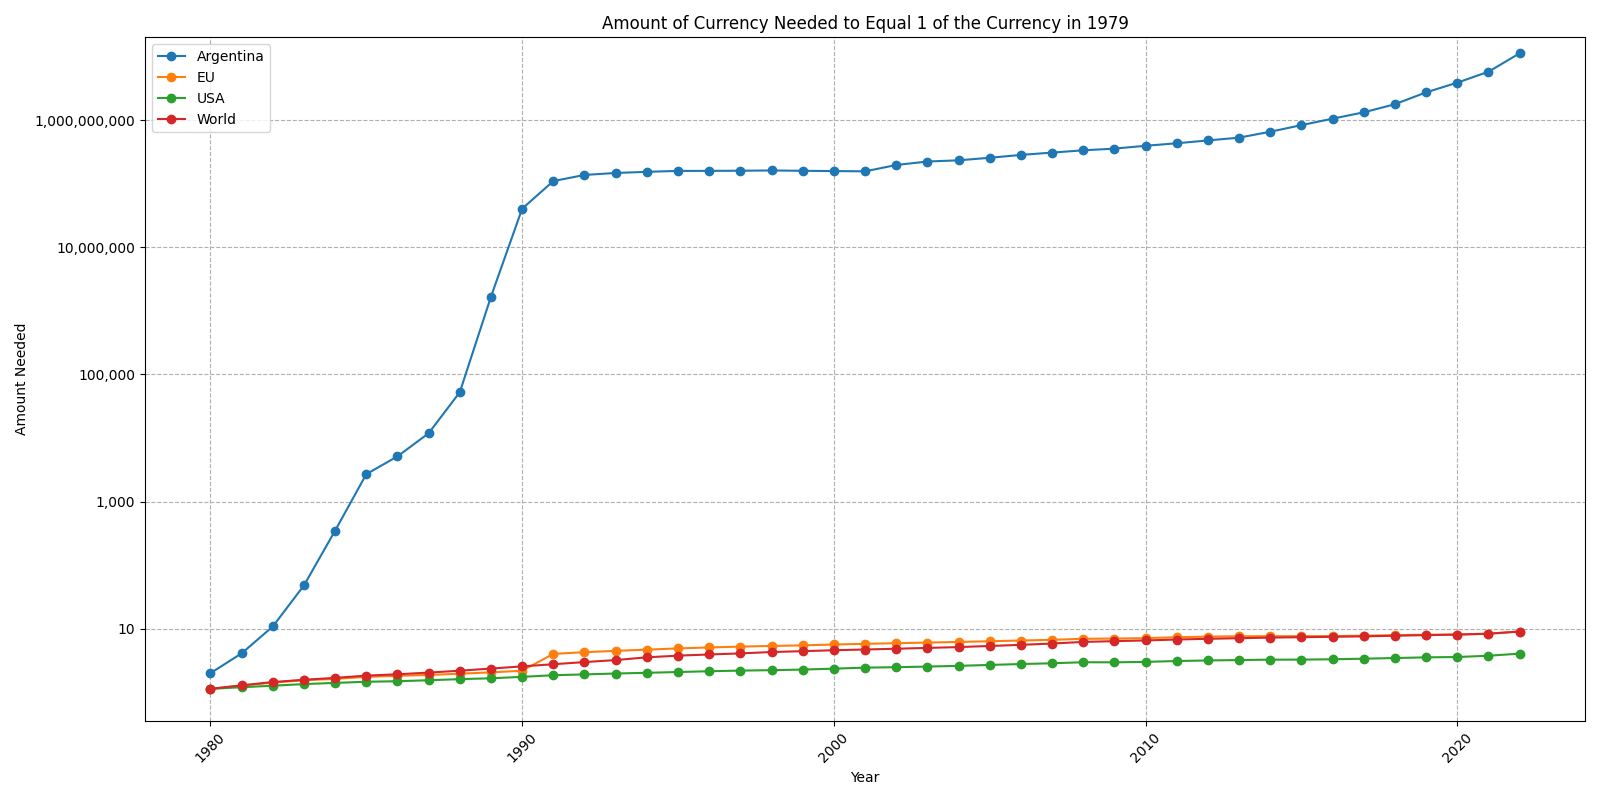 Amount of Currency Needed to Equal 1 of the Currency in 1979
Argentina
EU
USA
World
1,000,000,000
10,000,000
100,000
1,000
10
Amount Needed
1980
1990
2000
2010
2020
Year